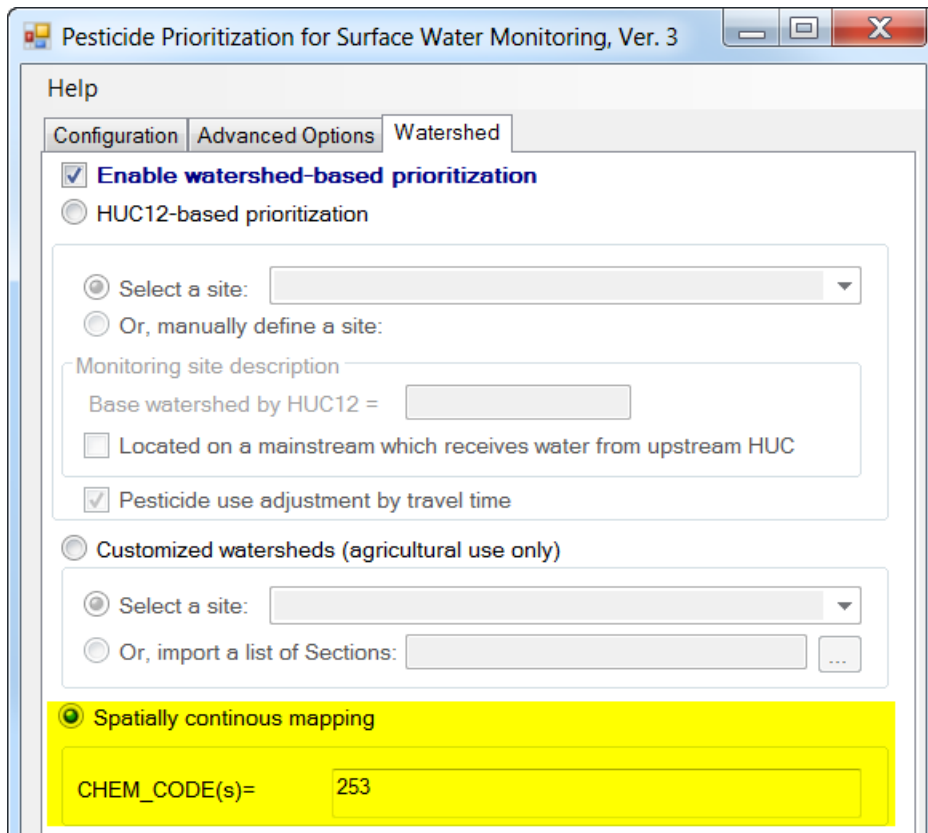 Pesticide Prioritization for Surface Water Monitoring, Ver. 3
Help
Configuration Advanced Options Watershed
Enable watershed-based prioritization
HUC12-based prioritization
Select a site:
Or, manually define a site:
Monitoring site description
Base watershed by HUC12 =
Located on a mainstream which receives water from upstream HUC
Pesticide use adjustment by travel time
Customized watersheds (agricultural use only)
Select a site:
Or, import a list of Sections: ...
Spatially continous mapping
CHEM_CODE(s)= 253